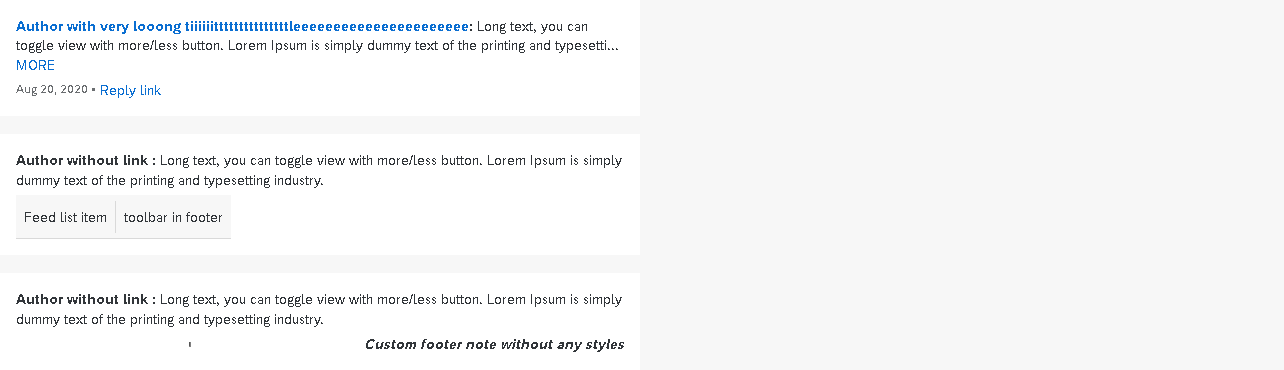 Author with very looong tiiiiiittttttttttttttttleeeeeeeeeeeeeeeeeeeeee: Long text, you can
toggle view with more/less button. Lorem Ipsum is simply dummy text of the printing and typesetti...
MORE
Aug 20, 2020 • Reply link
Author without link : Long text, you can toggle view with more/less button. Lorem Ipsum is simply
dummy text of the printing and typesetting industry.
Feed list item toolbar in footer
Author without link : Long text, you can toggle view with more/less button. Lorem Ipsum is simply
dummy text of the printing and typesetting industry.
Custom footer note without any styles